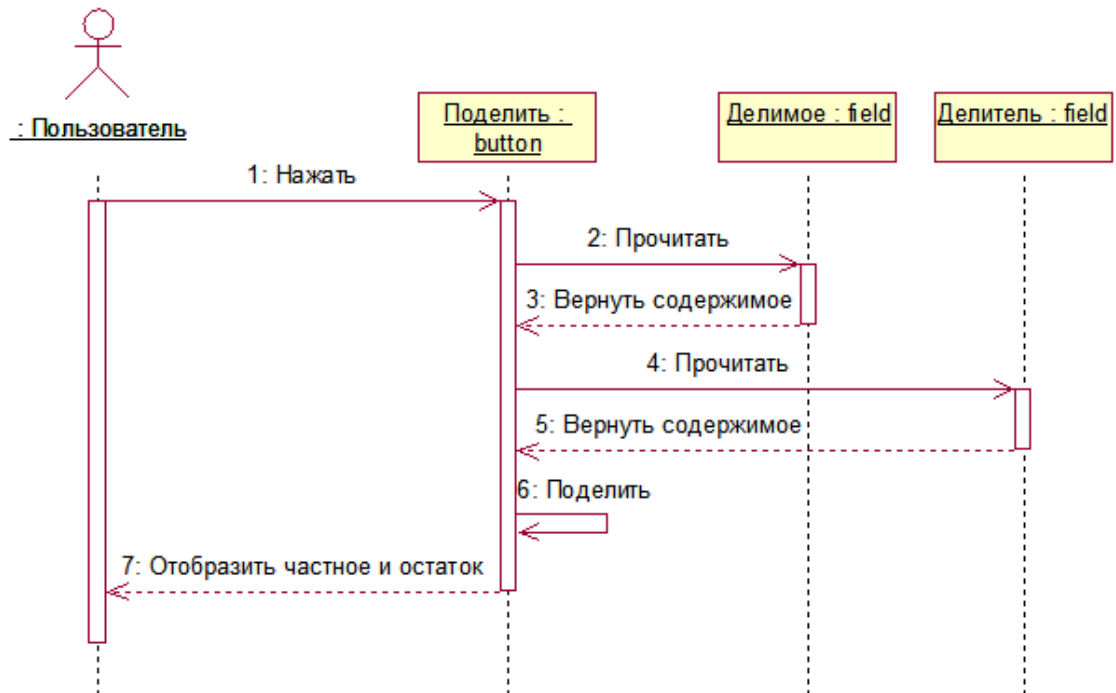 : Пользователь
Поделить :
button
Делимое : field
Делитель : field
1: Нажать
2: Прочитать
3: Вернуть содержимое
4: Прочитать
5: Вернуть содержимое
6: Поделить
7: Отобразить частное и остаток